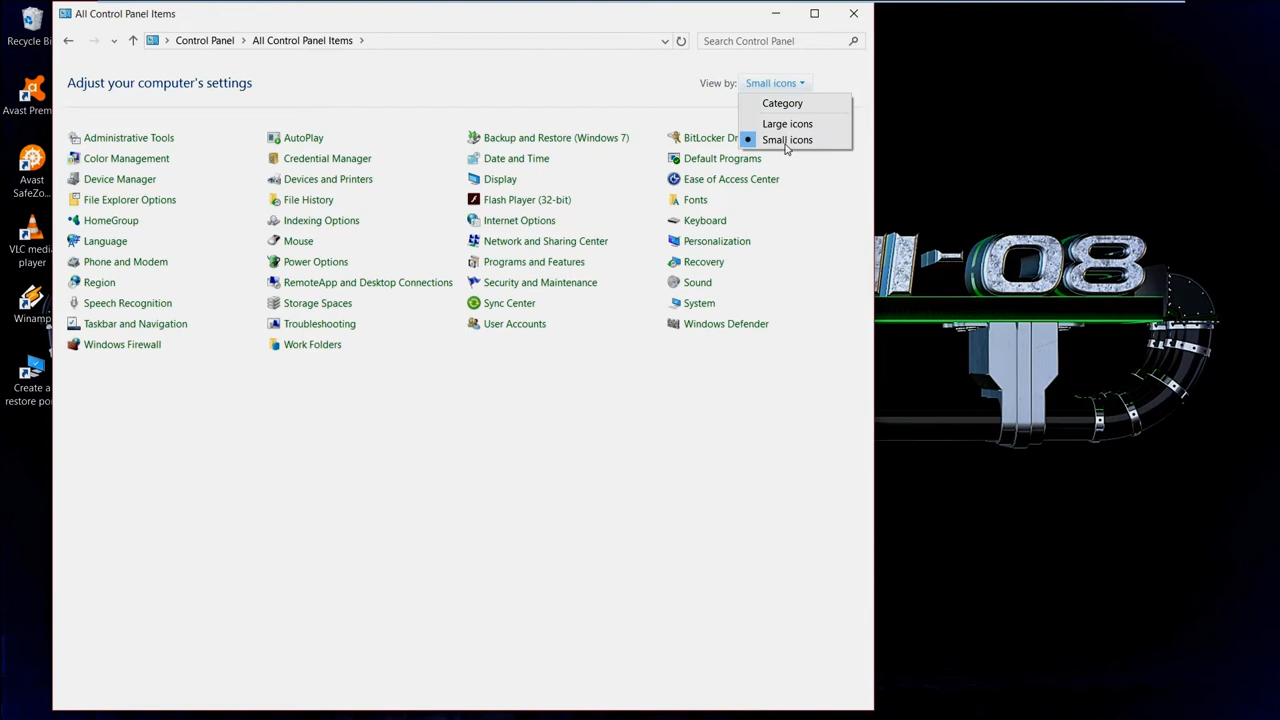 All Control Panel Items
Control Panel
All Control Panel Items
Search Control Panel
Adjust your computer's settings
View by:
Small icons
Category
Large icons
Small icons
Administrative Tools
AutoPlay
Backup and Restore (Windows 7)
BitLocker Dr
Color Management
Credential Manager
Date and Time
Default Programs
Device Manager
Devices and Printers
Display
Ease of Access Center
File Explorer Options
File History
Flash Player (32-bit)
Fonts
HomeGroup
Indexing Options
Internet Options
Keyboard
Language
Mouse
Network and Sharing Center
Personalization
Phone and Modem
Power Options
Programs and Features
Recovery
Region
RemoteApp and Desktop Connections
Security and Maintenance
Sound
Speech Recognition
Storage Spaces
Sync Center
System
Taskbar and Navigation
Troubleshooting
User Accounts
Windows Defender
Windows Firewall
Work Folders
Recycle Bi
Avast Prem
Avast
SafeZo...
VLC media
player
Winamp
Create a
restore poi
-08